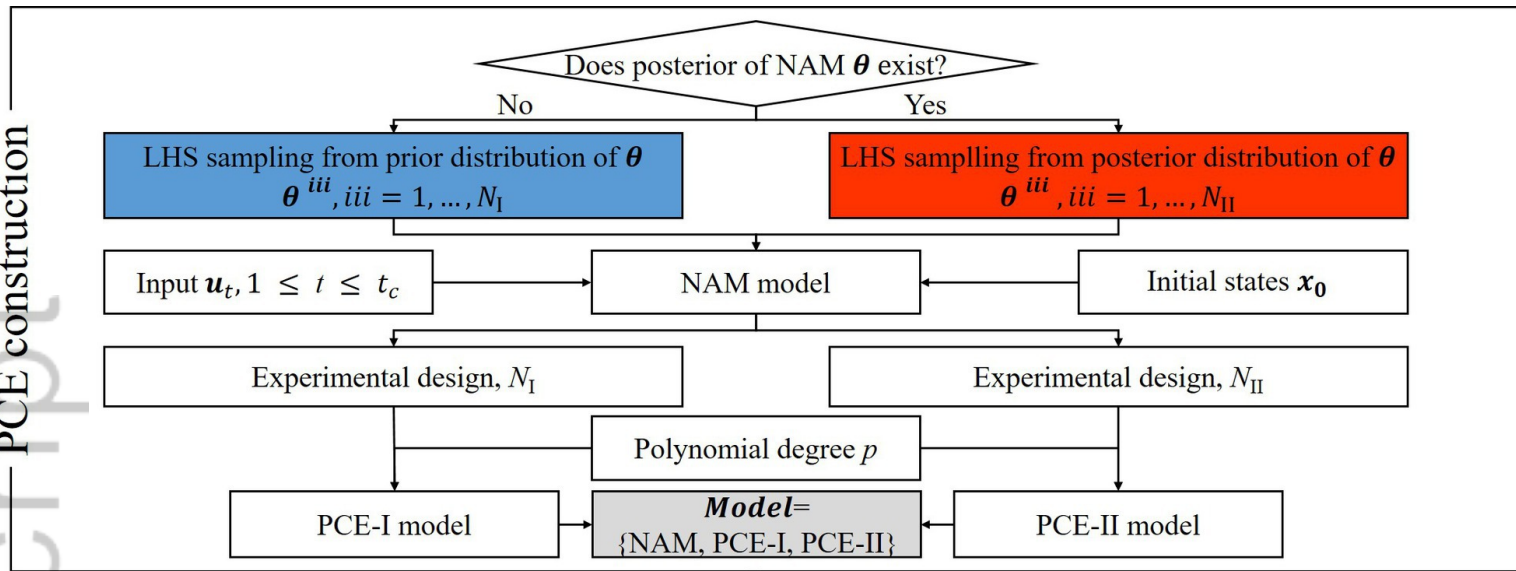 PCE construction
Does posterior of NAM θ exist?
No
Yes
LHS sampling from prior distribution of θ
θ^iii, iii = 1, …, N_I
LHS samplling from posterior distribution of θ
θ^iii, iii = 1, …, N_II
Input u_t, 1 ≤ t ≤ t_c
NAM model
Initial states x_0
Experimental design, N_I
Experimental design, N_II
Polynomial degree p
PCE-I model
Model=
{NAM, PCE-I, PCE-II}
PCE-II model
cript